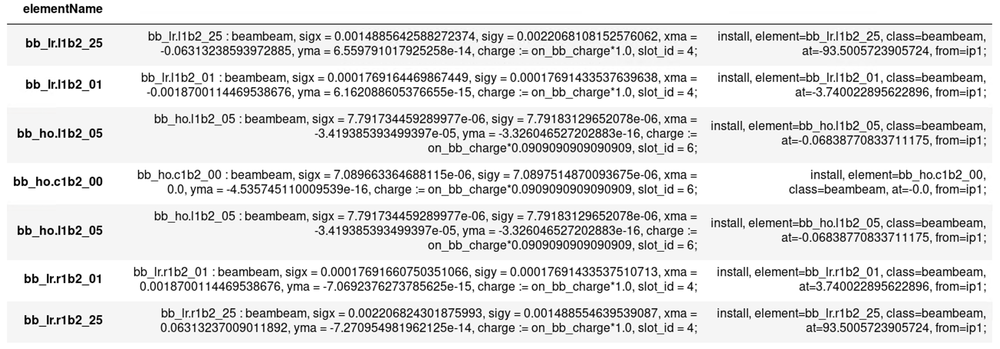 elementName
bb_lr.l1b2_25
bb_lr.l1b2_25 : beambeam, sigx = 0.0014885642588272374, sigy = 0.0022068108152576062, xma =
-0.06313238593972885, yma = 6.559791017925258e-14, charge := on_bb_charge*1.0, slot_id = 4;
install, element=bb_lr.l1b2_25, class=beambeam,
at=-93.5005723905724, from=ip1;
bb_lr.l1b2_01
bb_lr.l1b2_01 : beambeam, sigx = 0.0001769164469867449, sigy = 0.00017691433537639638, xma =
-0.0018700114469538676, yma = 6.162088605376655e-15, charge := on_bb_charge*1.0, slot_id = 4;
install, element=bb_lr.l1b2_01, class=beambeam,
at=-3.740022895622896, from=ip1;
bb_ho.l1b2_05
bb_ho.l1b2_05 : beambeam, sigx = 7.791734459289977e-06, sigy = 7.79183129652078e-06, xma =
-3.419385393499397e-05, yma = -3.326046527202883e-16, charge :=
on_bb_charge*0.0909090909090909, slot_id = 6;
install, element=bb_ho.l1b2_05, class=beambeam,
at=-0.06838770833711175, from=ip1;
bb_ho.c1b2_00
bb_ho.c1b2_00 : beambeam, sigx = 7.089663364688115e-06, sigy = 7.0897514870093675e-06, xma =
0.0, yma = -4.535745110009539e-16, charge := on_bb_charge*0.0909090909090909, slot_id = 6;
install, element=bb_ho.c1b2_00,
class=beambeam, at=-0.0, from=ip1;
bb_ho.l1b2_05
bb_ho.l1b2_05 : beambeam, sigx = 7.791734459289977e-06, sigy = 7.79183129652078e-06, xma =
-3.419385393499397e-05, yma = -3.326046527202883e-16, charge :=
on_bb_charge*0.0909090909090909, slot_id = 6;
install, element=bb_ho.l1b2_05, class=beambeam,
at=-0.06838770833711175, from=ip1;
bb_lr.r1b2_01
bb_lr.r1b2_01 : beambeam, sigx = 0.00017691660750351066, sigy = 0.00017691433537510713, xma =
0.0018700114469538676, yma = -7.0692376273785625e-15, charge := on_bb_charge*1.0, slot_id = 4;
install, element=bb_lr.r1b2_01, class=beambeam,
at=3.740022895622896, from=ip1;
bb_lr.r1b2_25
bb_lr.r1b2_25 : beambeam, sigx = 0.002206824301875993, sigy = 0.001488554639539087, xma =
0.06313237009011892, yma = -7.270954981962125e-14, charge := on_bb_charge*1.0, slot_id = 4;
install, element=bb_lr.r1b2_25, class=beambeam,
at=93.5005723905724, from=ip1;